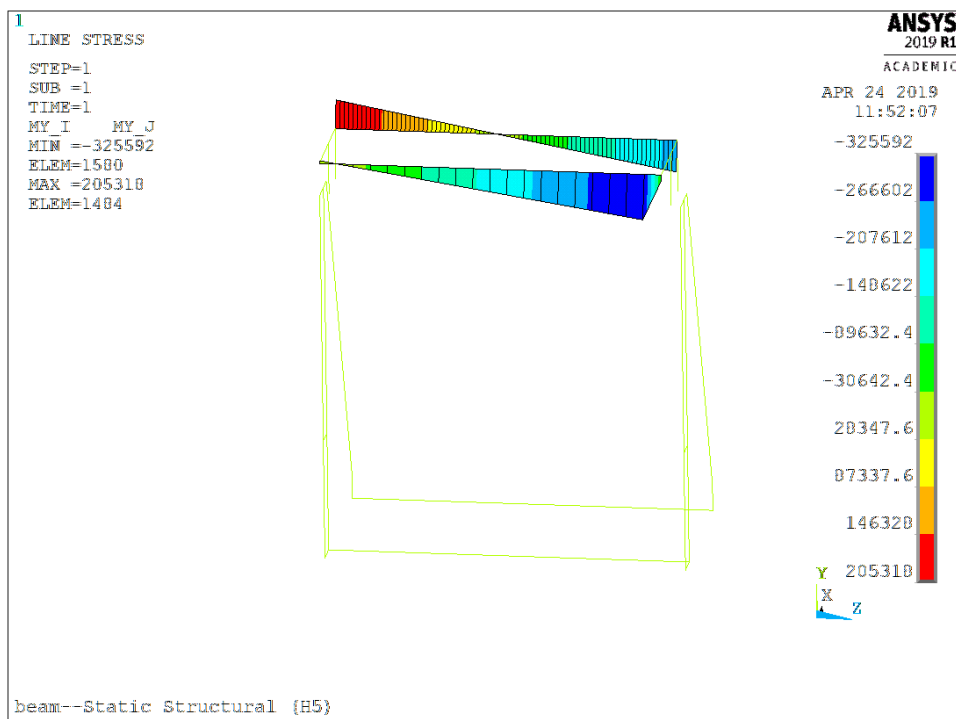 1
LINE STRESS
STEP=1
SUB =1
TIME=1
MY_I MY_J
MIN =-325592
ELEM=1580
MAX =205318
ELEM=1484
ANSYS
2019 R1
ACADEMIC
APR 24 2019
11:52:07
-325592
-266602
-207612
-148622
-89632.4
-30642.4
28347.6
87337.6
146328
205318
Y
X
Z
beam--Static Structural (H5)